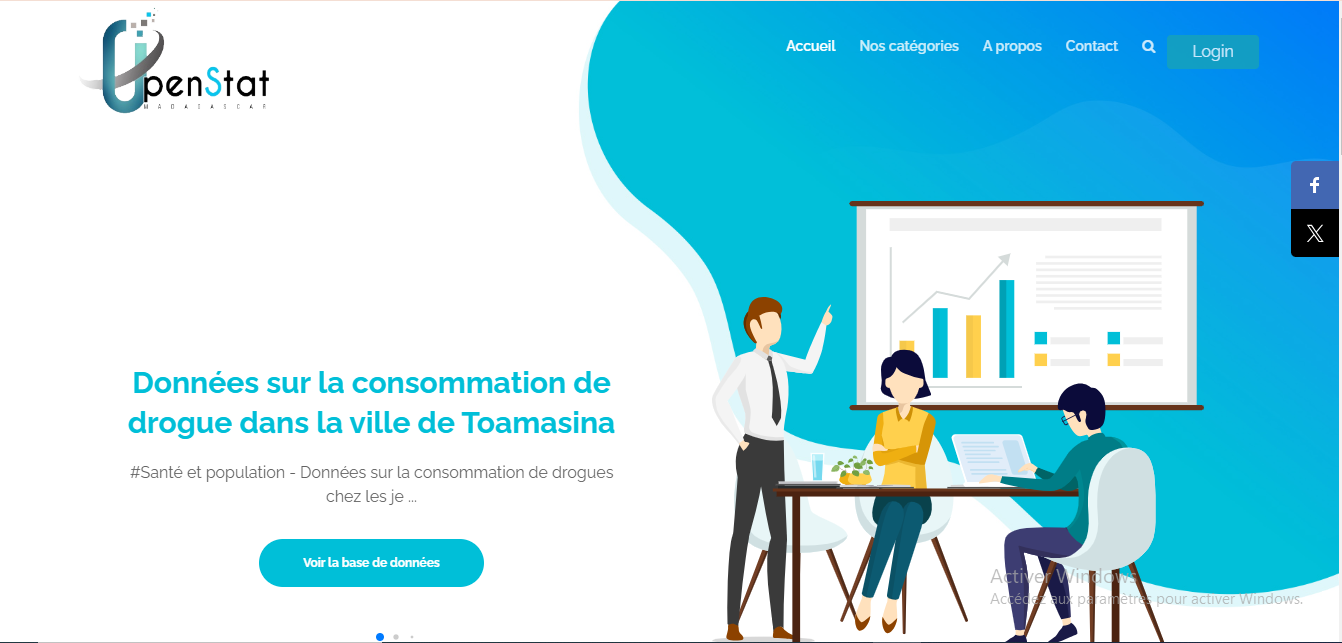 OpenStat
MADAGASCAR
Accueil Nos catégories A propos Contact Login
Données sur la consommation de
drogue dans la ville de Toamasina
#Santé et population - Données sur la consommation de drogues
chez les je ...
Voir la base de données
Activer Windows
Accédez aux paramètres pour activer Windows.